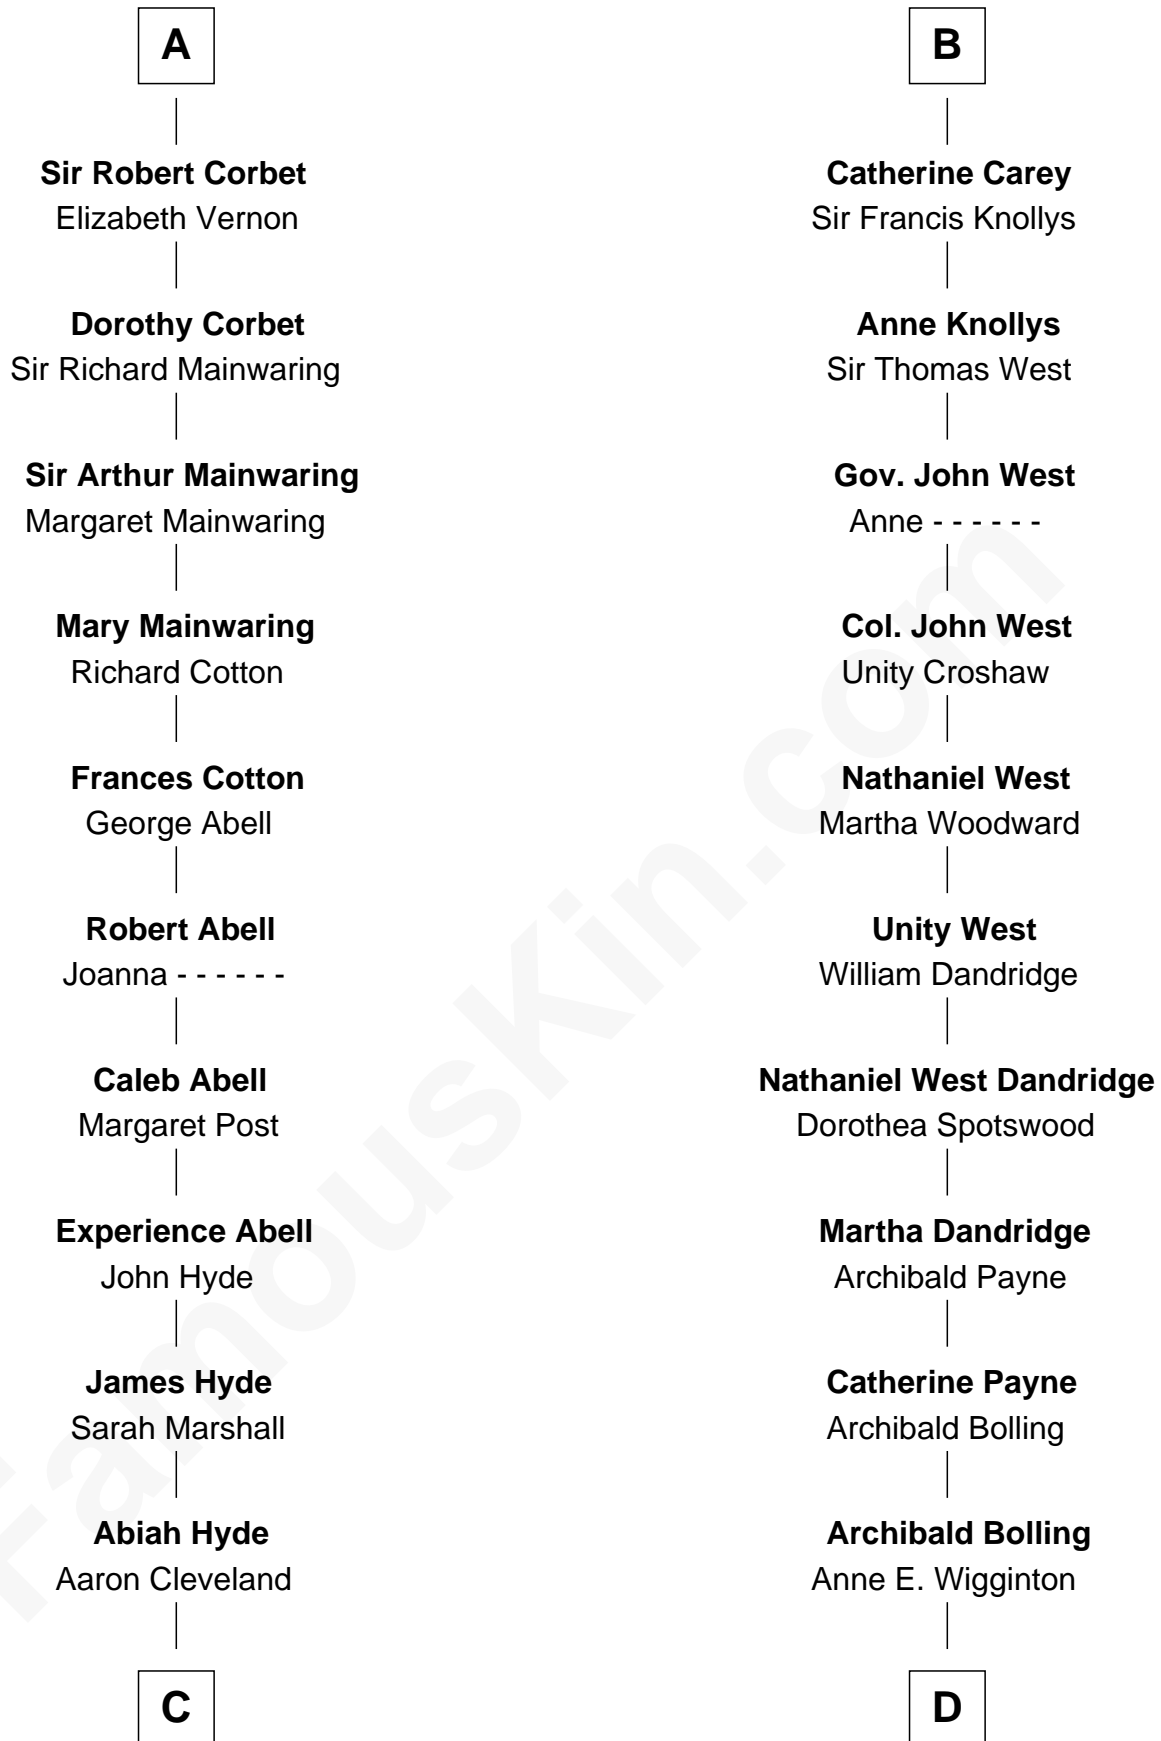 A
Sir Robert Corbet
Elizabeth Vernon
Dorothy Corbet
Sir Richard Mainwaring
Sir Arthur Mainwaring
Margaret Mainwaring
Mary Mainwaring
Richard Cotton
Frances Cotton
George Abell
Robert Abell
Joanna - - - - - -
Caleb Abell
Margaret Post
Experience Abell
John Hyde
James Hyde
Sarah Marshall
Abiah Hyde
Aaron Cleveland
C
B
Catherine Carey
Sir Francis Knollys
Anne Knollys
Sir Thomas West
Gov. John West
Anne - - - - - -
Col. John West
Unity Croshaw
Nathaniel West
Martha Woodward
Unity West
William Dandridge
Nathaniel West Dandridge
Dorothea Spotswood
Martha Dandridge
Archibald Payne
Catherine Payne
Archibald Bolling
Archibald Bolling
Anne E. Wigginton
D
FamousKin.com